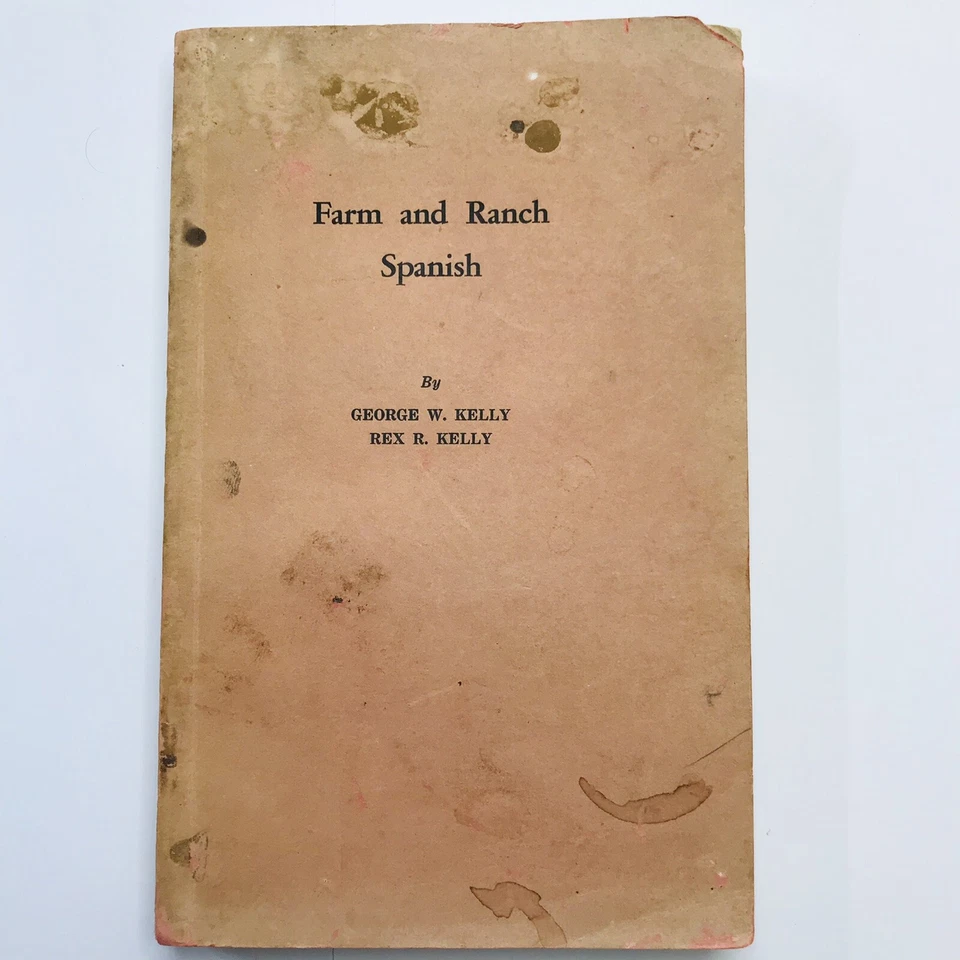 Farm and Ranch
Spanish
By
GEORGE W. KELLY
REX R. KELLY